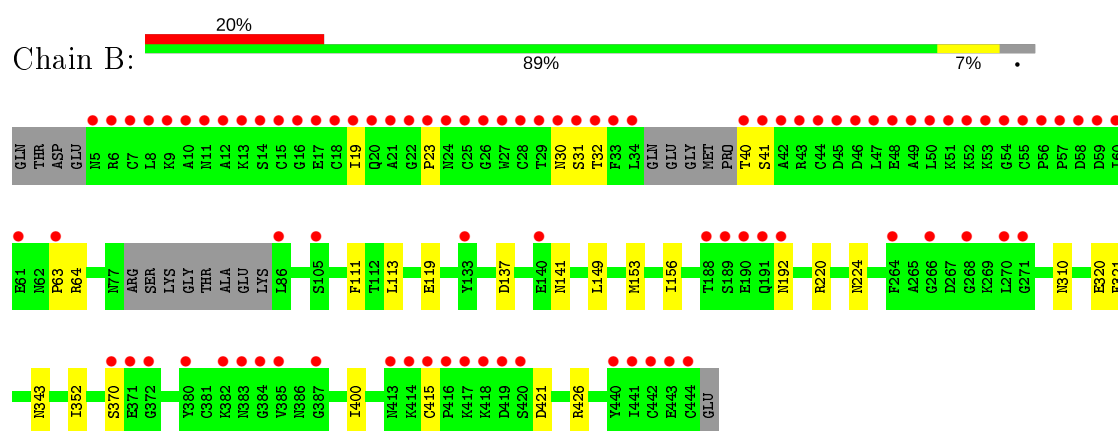 20%
Chain B:
89% 7% •
GLN THR ASP GLU N5 R6 C7 L8 K9 A10 N11 A12 K13 S14 C15 G16 E17 C18 I19 Q20 A21 G22 P23 N24 C25 G26 W27 C28 T29 N30 S31 T32 F33 L34 GLN GLU GLY MET PRO T40 S41 A42 R43 C44 D45 D46 L47 E48 A49 L50 K51 K52 K53 G54 C55 P56 P57 D58 D59 I60
E61 N62 P63 R64 N77 ARG SER LYS GLY THR ALA GLU LYS L86 S105 F111 T112 L113 E119 Y133 D137 E140 N141 L149 M153 I156 T188 S189 E190 Q191 N192 R220 N224 F264 A265 G266 D267 G268 K269 L270 G271 N310 E320 F321
N343 I352 S370 E371 G372 Y380 C381 K382 N383 G384 V385 N386 G387 I400 N413 K414 C415 P416 K417 K418 D419 S420 D421 R426 Y440 I441 C442 E443 C444 GLU